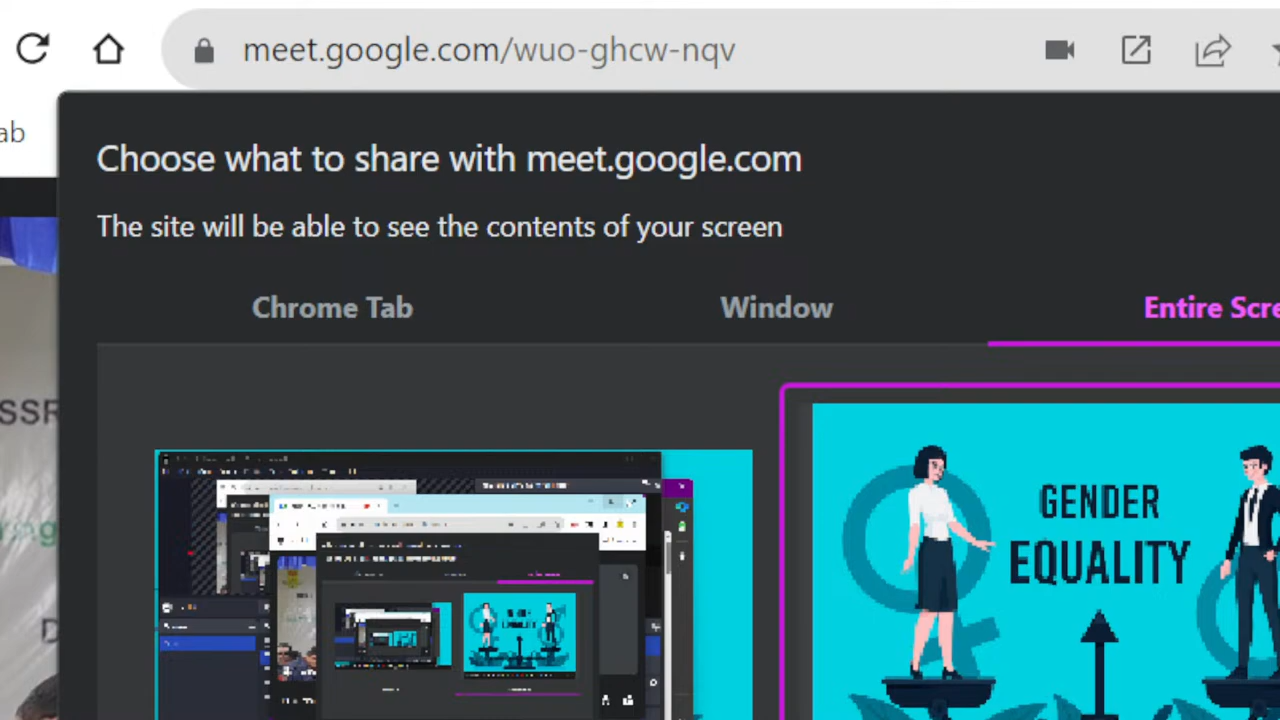 meet.google.com/wuo-ghcw-nqv
ab
Choose what to share with meet.google.com
The site will be able to see the contents of your screen
Chrome Tab
Window
Entire Scre
SSR
GENDER
EQUALITY